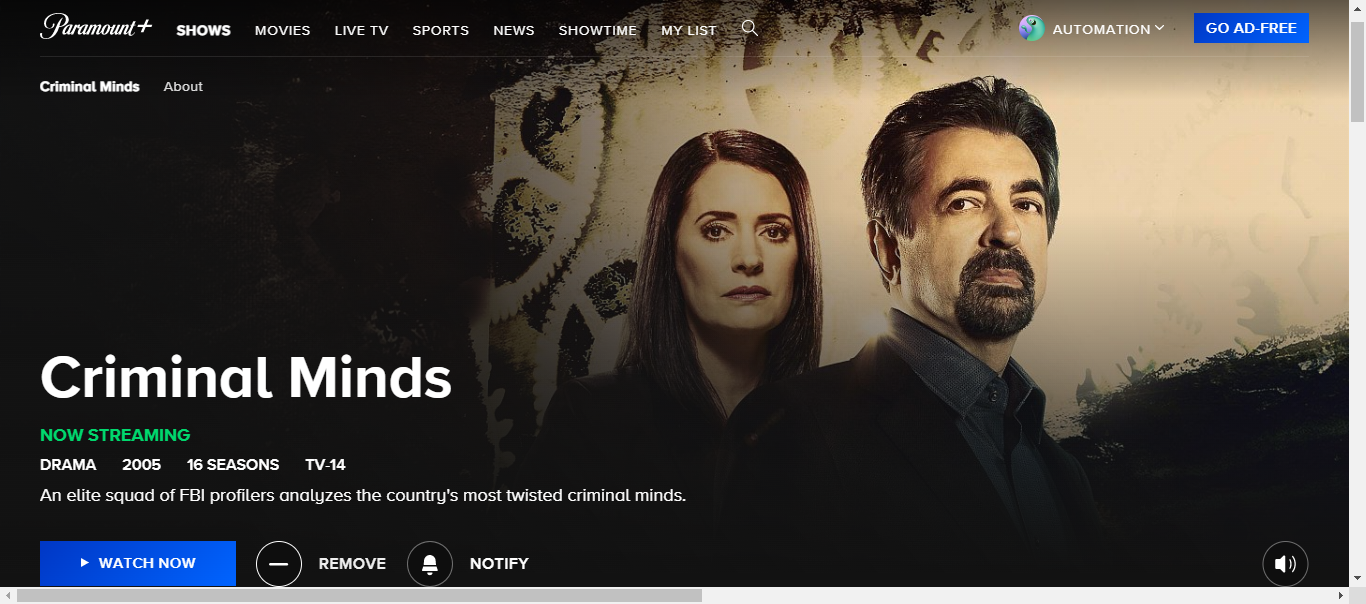 Paramount+ SHOWS MOVIES LIVE TV SPORTS NEWS SHOWTIME MY LIST AUTOMATION GO AD-FREE
Criminal Minds About
Criminal Minds
NOW STREAMING
DRAMA 2005 16 SEASONS TV-14
An elite squad of FBI profilers analyzes the country's most twisted criminal minds.
WATCH NOW REMOVE NOTIFY